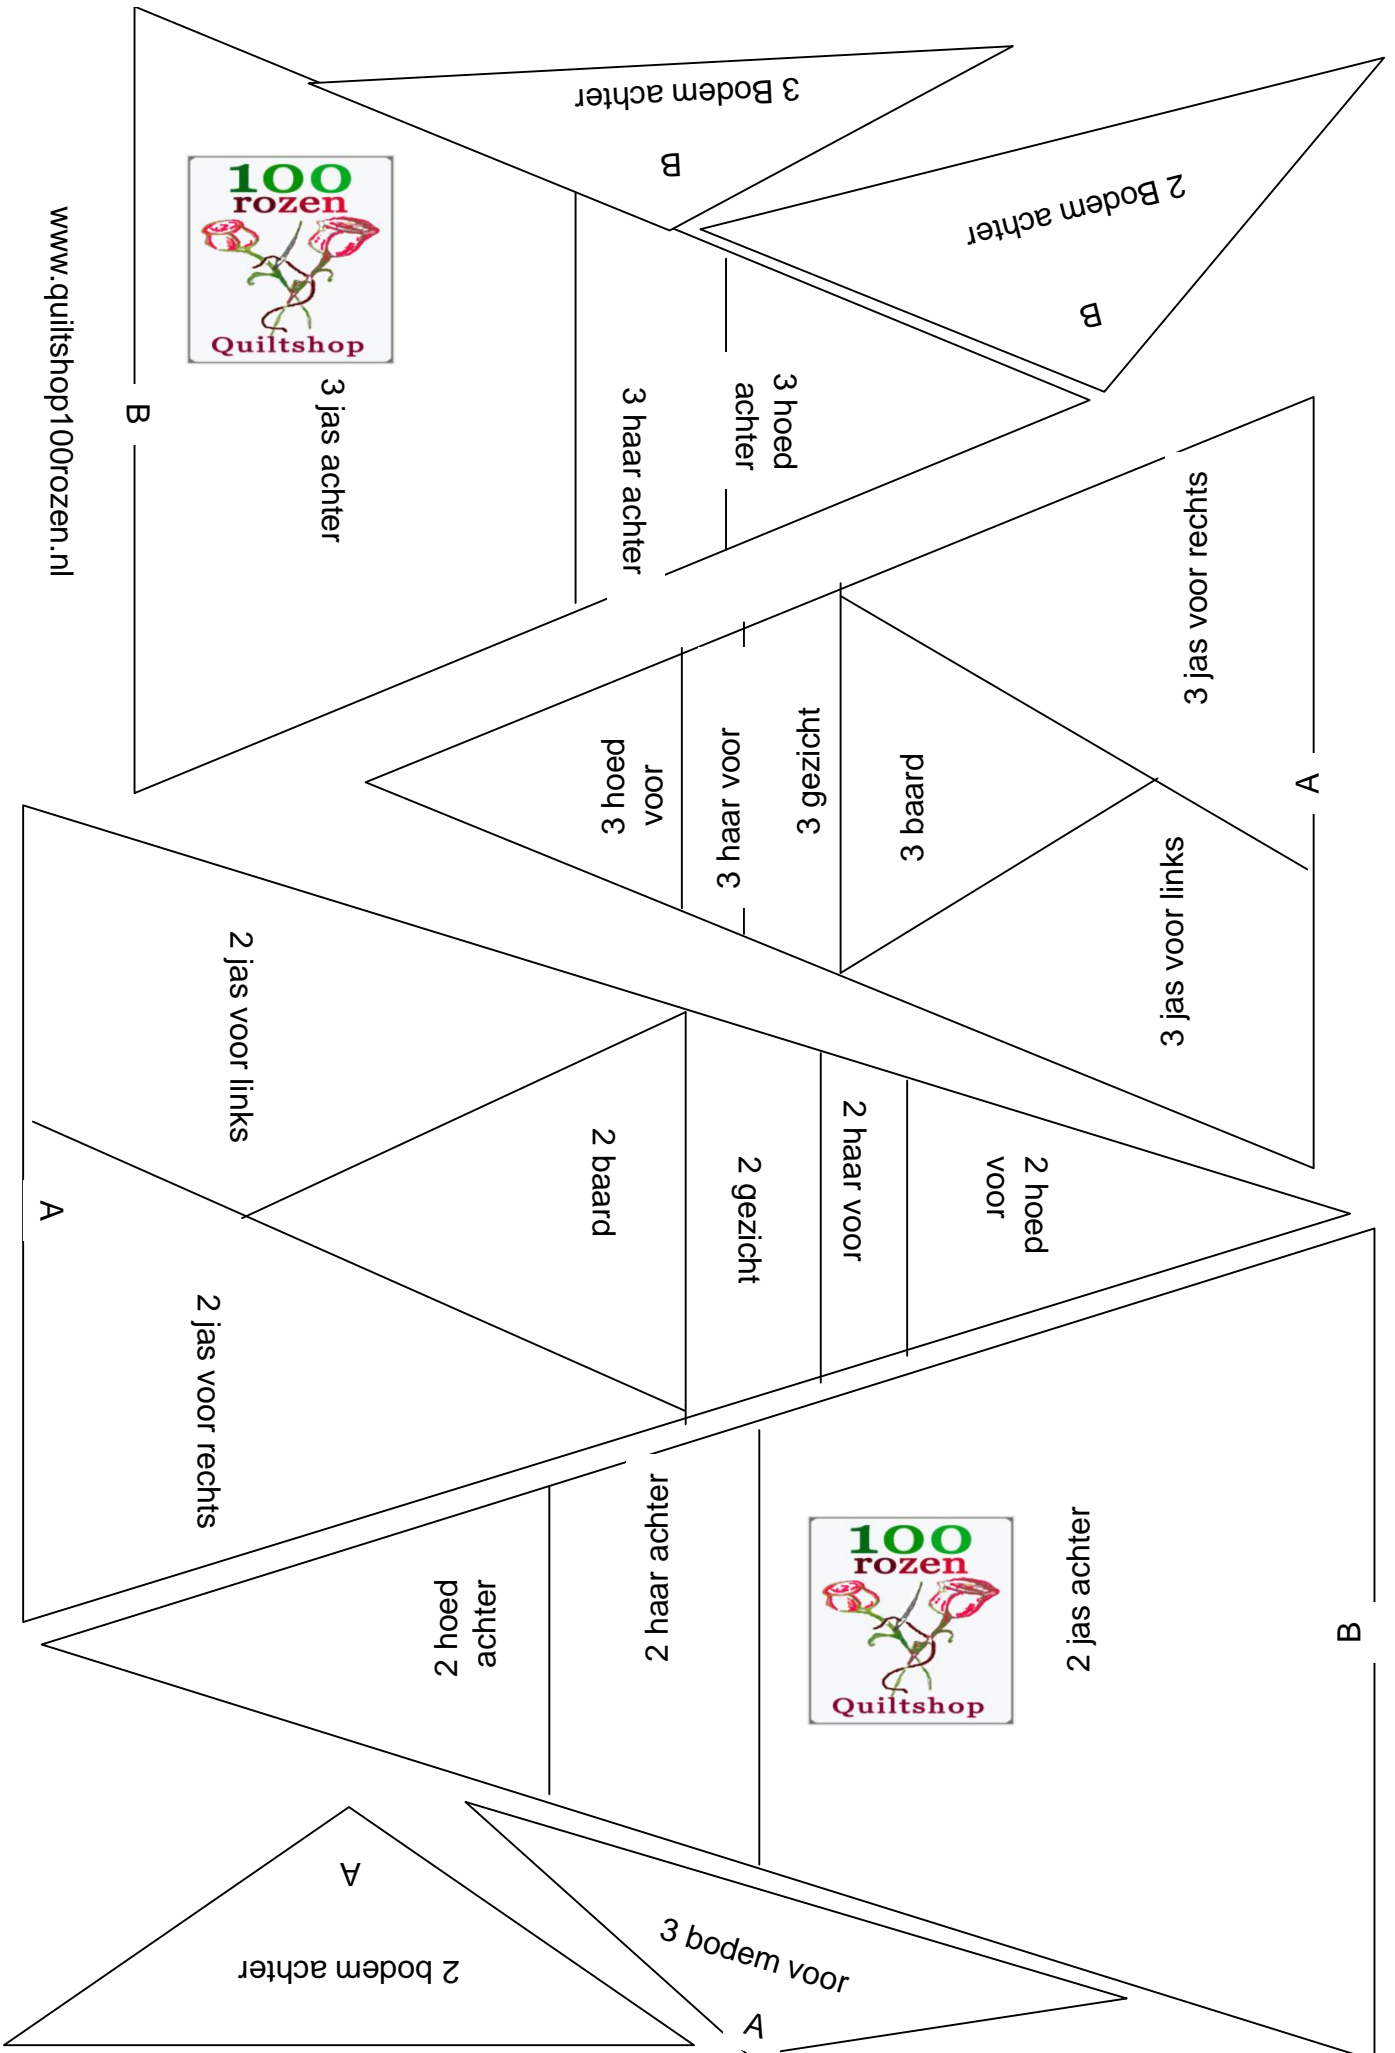 3 Bodem achter
B
2 Bodem achter
B
100
rozen
Quiltshop
www.quiltshop100rozen.nl
B
3 jas achter
3 haar achter
3 hoed
achter
3 jas voor rechts
A
3 jas voor links
3 hoed
voor
3 haar voor
3 gezicht
3 baard
2 jas voor links
A
2 jas voor rechts
2 baard
2 gezicht
2 haar voor
2 hoed
voor
2 hoed
achter
2 haar achter
100
rozen
Quiltshop
2 jas achter
B
A
2 bodem achter
3 bodem voor
A